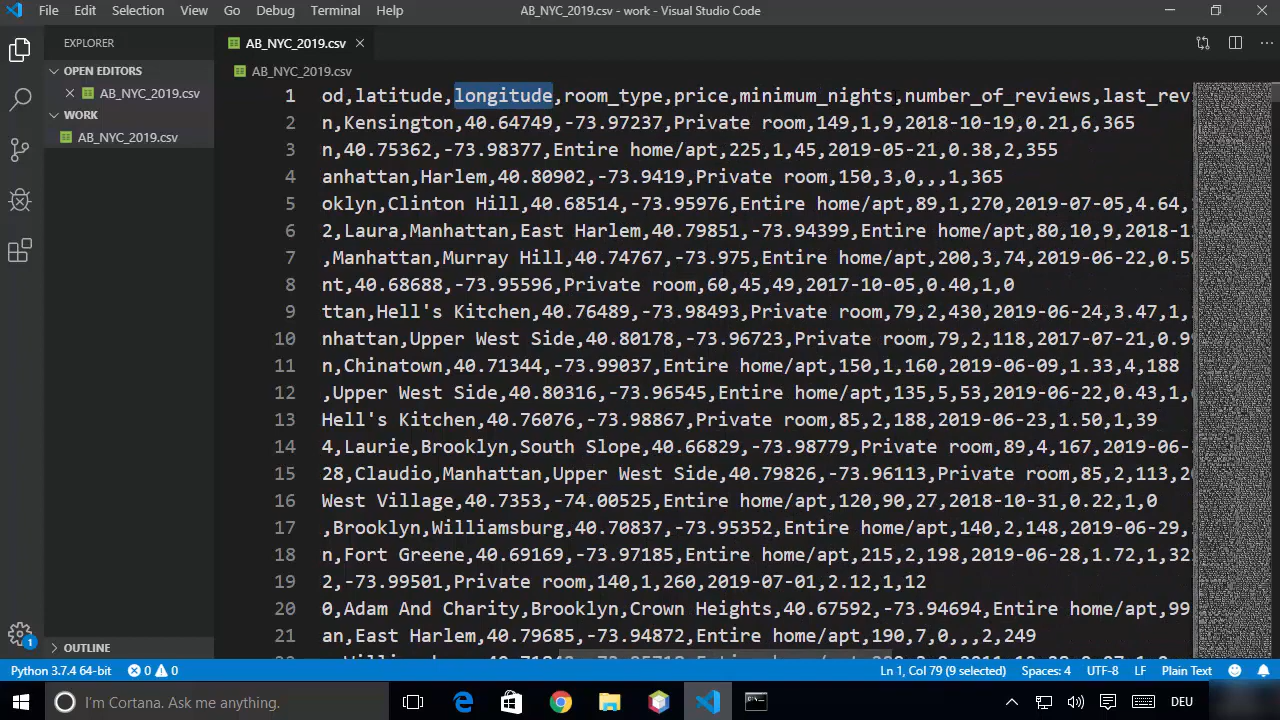 File Edit Selection View Go Debug Terminal Help
AB_NYC_2019.csv - work - Visual Studio Code
EXPLORER
OPEN EDITORS
AB_NYC_2019.csv
WORK
AB_NYC_2019.csv
OUTLINE
AB_NYC_2019.csv
AB_NYC_2019.csv
1 od,latitude,longitude,room_type,price,minimum_nights,number_of_reviews,last_rev
2 n,Kensington,40.64749,-73.97237,Private room,149,1,9,2018-10-19,0.21,6,365
3 n,40.75362,-73.98377,Entire home/apt,225,1,45,2019-05-21,0.38,2,355
4 anhattan,Harlem,40.80902,-73.9419,Private room,150,3,0,,,1,365
5 oklyn,Clinton Hill,40.68514,-73.95976,Entire home/apt,89,1,270,2019-07-05,4.64,
6 2,Laura,Manhattan,East Harlem,40.79851,-73.94399,Entire home/apt,80,10,9,2018-1
7 ,Manhattan,Murray Hill,40.74767,-73.975,Entire home/apt,200,3,74,2019-06-22,0.5
8 nt,40.68688,-73.95596,Private room,60,45,49,2017-10-05,0.40,1,0
9 ttan,Hell's Kitchen,40.76489,-73.98493,Private room,79,2,430,2019-06-24,3.47,1,
10 nhattan,Upper West Side,40.80178,-73.96723,Private room,79,2,118,2017-07-21,0.9
11 n,Chinatown,40.71344,-73.99037,Entire home/apt,150,1,160,2019-06-09,1.33,4,188
12 ,Upper West Side,40.80316,-73.96545,Entire home/apt,135,5,53,2019-06-22,0.43,1,
13 Hell's Kitchen,40.76076,-73.98867,Private room,85,2,188,2019-06-23,1.50,1,39
14 4,Laurie,Brooklyn,South Slope,40.66829,-73.98779,Private room,89,4,167,2019-06-
15 28,Claudio,Manhattan,Upper West Side,40.79826,-73.96113,Private room,85,2,113,2
16 West Village,40.7353,-74.00525,Entire home/apt,120,90,27,2018-10-31,0.22,1,0
17 ,Brooklyn,Williamsburg,40.70837,-73.95352,Entire home/apt,140,2,148,2019-06-29,
18 n,Fort Greene,40.69169,-73.97185,Entire home/apt,215,2,198,2019-06-28,1.72,1,32
19 2,-73.99501,Private room,140,1,260,2019-07-01,2.12,1,12
20 0,Adam And Charity,Brooklyn,Crown Heights,40.67592,-73.94694,Entire home/apt,99
21 an,East Harlem,40.79685,-73.94872,Entire home/apt,190,7,0,,,2,249
Python 3.7.4 64-bit 0 0 Ln 1, Col 79 (9 selected) Spaces: 4 UTF-8 LF Plain Text
I'm Cortana. Ask me anything. DEU